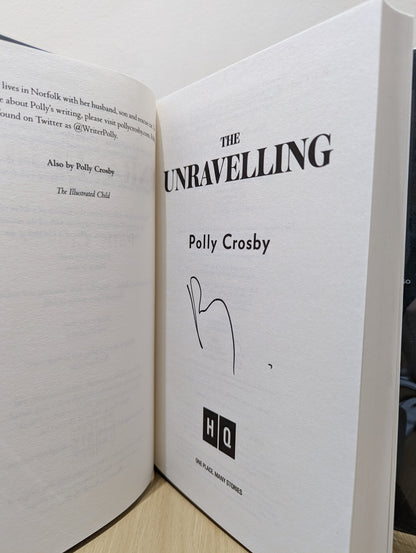 lives in Norfolk with her husband, son and
about Polly's writing, please visit pollycrosby.com.
found on Twitter as @WriterPolly.
Also by Polly Crosby
The Illustrated Child
THE
UNRAVELLING
Polly Crosby
HQ
ONE PLACE. MANY STORIES